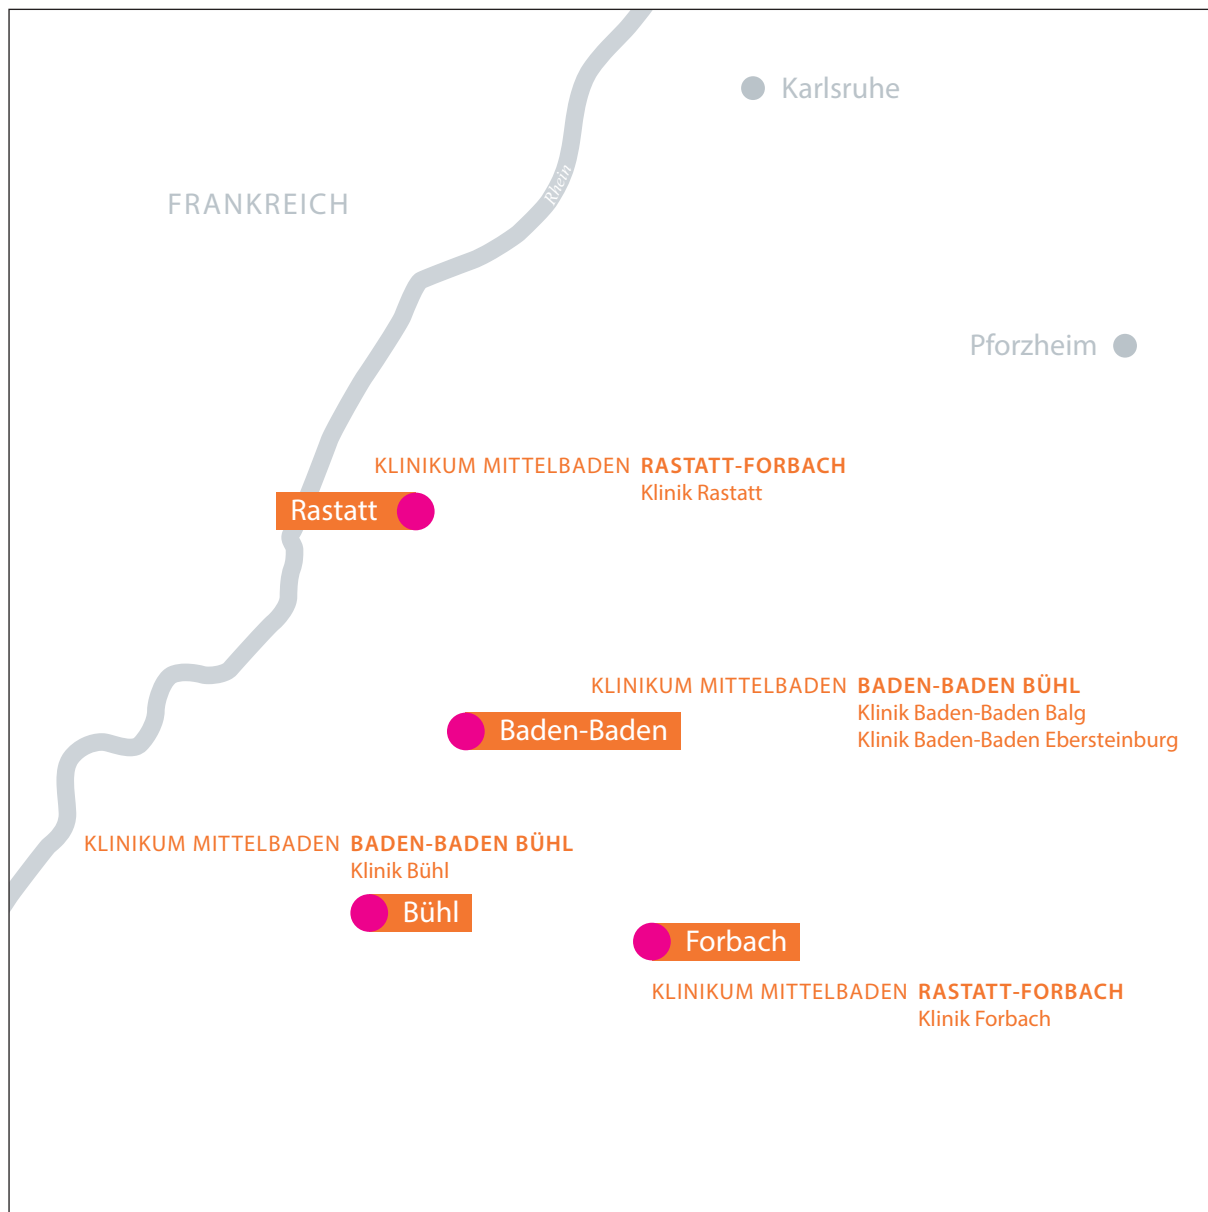 Karlsruhe
Rhein
FRANKREICH
Pforzheim
KLINIKUM MITTELBADEN RASTATT-FORBACH
Klinik Rastatt
Rastatt
KLINIKUM MITTELBADEN BADEN-BADEN BÜHL
Klinik Baden-Baden Balg
Klinik Baden-Baden Ebersteinburg
Baden-Baden
KLINIKUM MITTELBADEN BADEN-BADEN BÜHL
Klinik Bühl
Bühl
Forbach
KLINIKUM MITTELBADEN RASTATT-FORBACH
Klinik Forbach